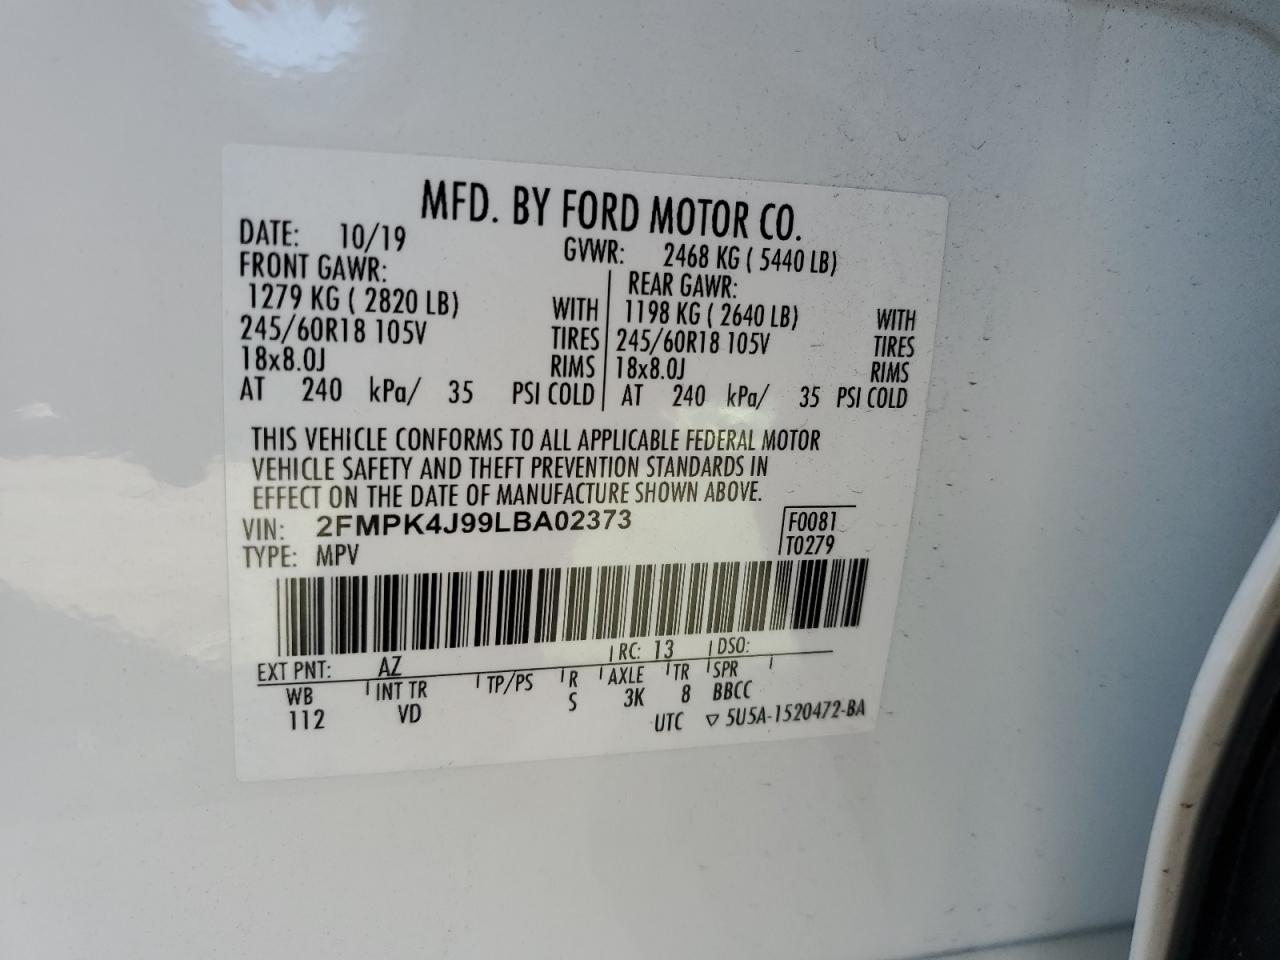 MFD. BY FORD MOTOR CO.
DATE: 10/19 GVWR: 2468 KG ( 5440 LB)
FRONT GAWR: REAR GAWR:
1279 KG ( 2820 LB) WITH 1198 KG ( 2640 LB) WITH
245/60R18 105V TIRES 245/60R18 105V TIRES
18x8.0J RIMS 18x8.0J RIMS
AT 240 kPa/ 35 PSI COLD AT 240 kPa/ 35 PSI COLD
THIS VEHICLE CONFORMS TO ALL APPLICABLE FEDERAL MOTOR
VEHICLE SAFETY AND THEFT PREVENTION STANDARDS IN
EFFECT ON THE DATE OF MANUFACTURE SHOWN ABOVE.
VIN: 2FMPK4J99LBA02373 F0081
TYPE: MPV T0279
EXT PNT: AZ RC: 13 DSO:
WB INT TR TP/PS R AXLE TR SPR
112 VD S 3K 8 BBCC
UTC ▽ 5U5A-1520472-BA